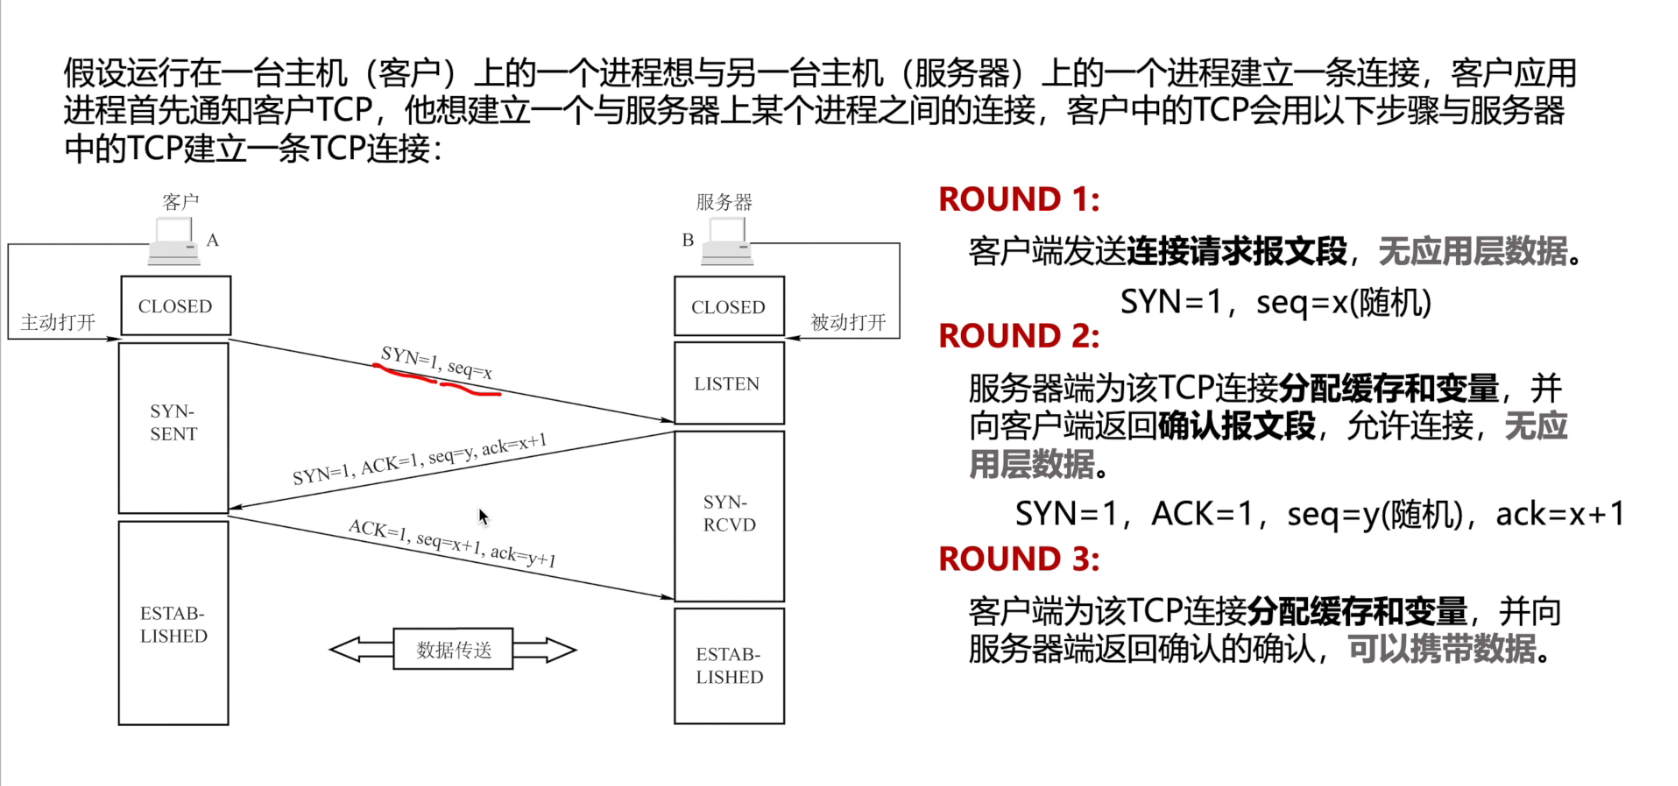 假设运行在一台主机（客户）上的一个进程想与另一台主机（服务器）上的一个进程建立一条连接，客户应用
进程首先通知客户TCP，他想建立一个与服务器上某个进程之间的连接，客户中的TCP会用以下步骤与服务器
中的TCP建立一条TCP连接：
客户
A
服务器
B
CLOSED
主动打开
CLOSED
被动打开
SYN=1, seq=x
LISTEN
SYN-
SENT
SYN=1, ACK=1, seq=y, ack=x+1
SYN-
RCVD
ACK=1, seq=x+1, ack=y+1
ESTAB-
LISHED
数据传送
ESTAB-
LISHED
ROUND 1:
客户端发送连接请求报文段，无应用层数据。
SYN=1，seq=x(随机)
ROUND 2:
服务器端为该TCP连接分配缓存和变量，并
向客户端返回确认报文段，允许连接，无应
用层数据。
SYN=1，ACK=1，seq=y(随机)，ack=x+1
ROUND 3:
客户端为该TCP连接分配缓存和变量，并向
服务器端返回确认的确认，可以携带数据。